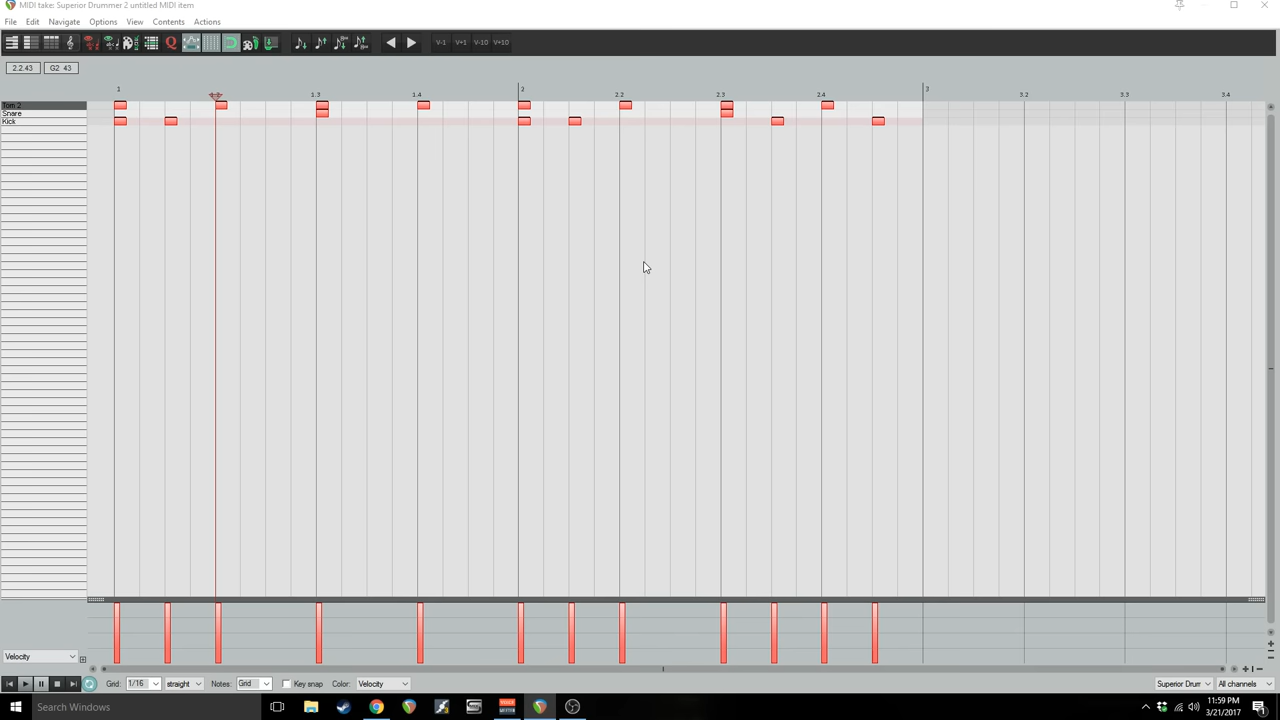 MIDI take: Superior Drummer 2 untitled MIDI item
File Edit Navigate Options View Contents Actions
Q V-1 V+1 V-10 V+10
2.2.43 G2 43
1 1.3 1.4 2 2.2 2.3 2.4 3 3.2 3.3 3.4
Tom 2
Snare
Kick
Velocity
Grid: 1/16 straight Notes: Grid Key snap Color: Velocity Superior Drum All channels
Search Windows
11:59 PM
3/21/2017